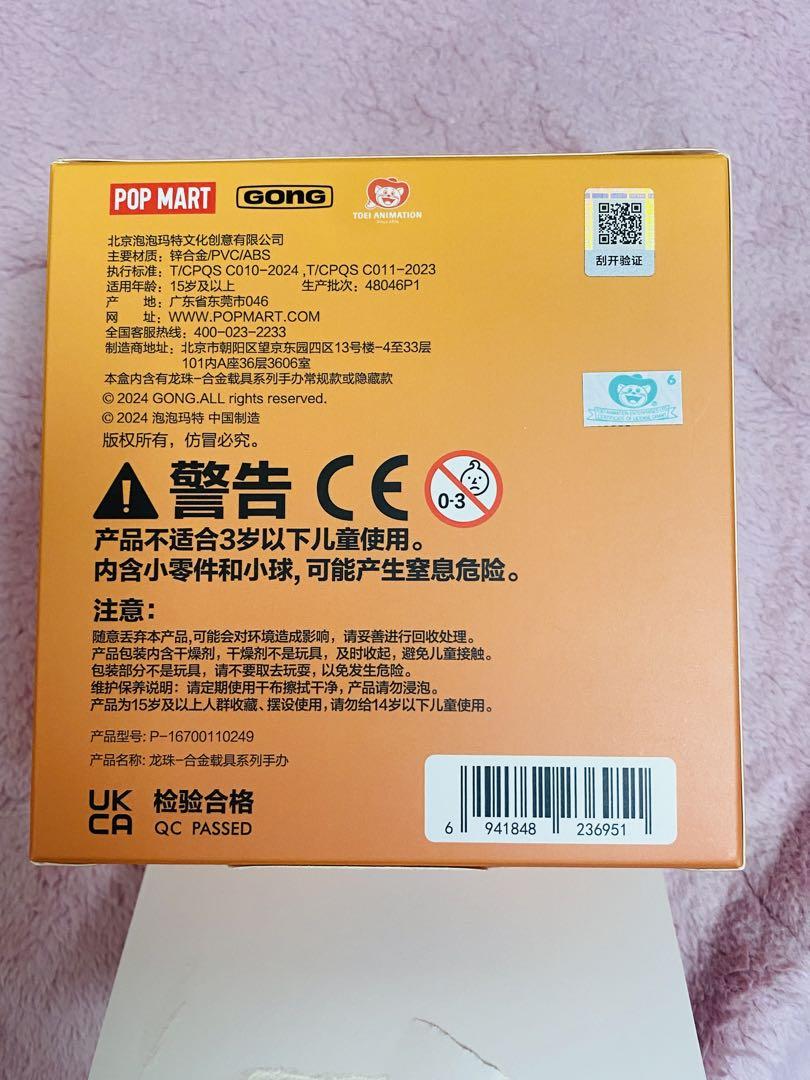 POP MART GONG TOEI ANIMATION
北京泡泡玛特文化创意有限公司
主要材质：锌合金/PVC/ABS
执行标准：T/CPQS C010-2024 ,T/CPQS C011-2023
适用年龄：15岁及以上 生产批次：48046P1
产 地：广东省东莞市046
网 址：WWW.POPMART.COM
全国客服热线：400-023-2233
制造商地址：北京市朝阳区望京东园四区13号楼-4至33层
101内A座36层3606室
本盒内含有龙珠-合金载具系列手办常规款或隐藏款
© 2024 GONG.ALL rights reserved.
© 2024 泡泡玛特 中国制造
版权所有，仿冒必究。
刮开验证
6
警告 CE 0-3
产品不适合3岁以下儿童使用。
内含小零件和小球，可能产生窒息危险。
注意：
随意丢弃本产品,可能会对环境造成影响，请妥善进行回收处理。
产品包装内含干燥剂，干燥剂不是玩具，及时收起，避免儿童接触。
包装部分不是玩具，请不要取去玩耍，以免发生危险。
维护保养说明：请定期使用干布擦拭干净，产品请勿浸泡。
产品为15岁及以上人群收藏、摆设使用，请勿给14岁以下儿童使用。
产品型号: P-16700110249
产品名称: 龙珠-合金载具系列手办
UK
CA
检验合格
QC PASSED
6 941848 236951